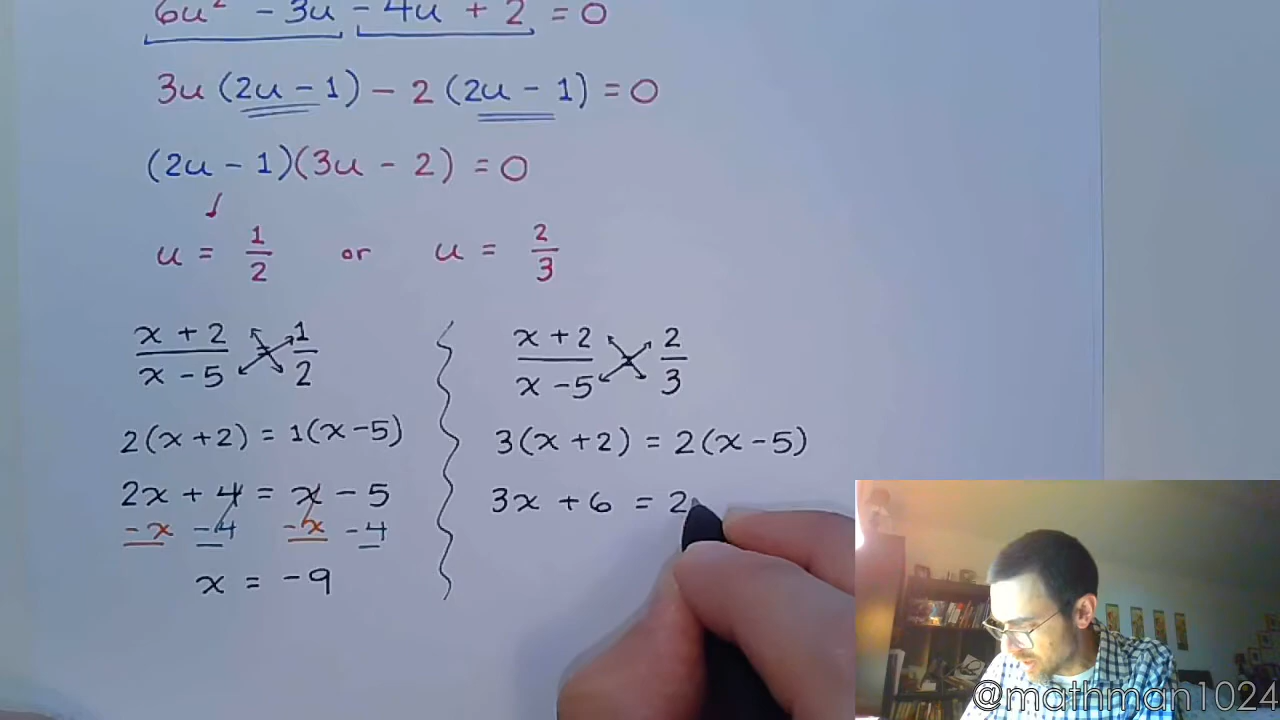 6u² - 3u - 4u + 2 = 0
3u (2u - 1) - 2 (2u - 1) = 0
(2u - 1)(3u - 2) = 0
u = 1/2 or u = 2/3
x + 2 / x - 5 1/2
2(x + 2) = 1(x - 5)
2x + 4 = x - 5
- x - 4 - x - 4
x = - 9
x + 2 / x - 5 2/3
3(x + 2) = 2(x - 5)
3x + 6 = 2
@mathman1024